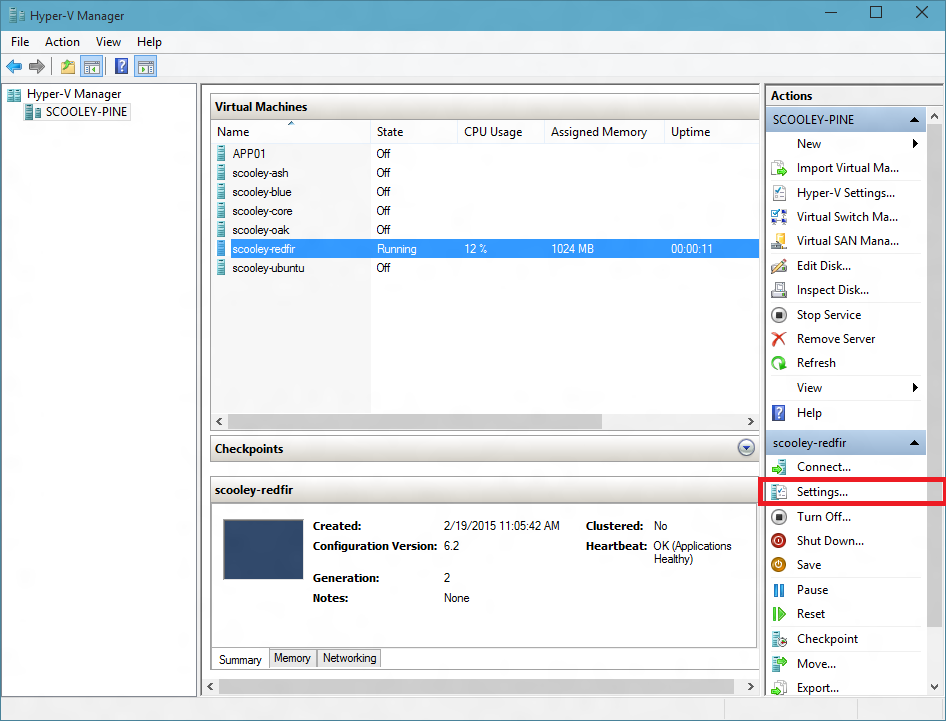 Hyper-V Manager
File Action View Help
Hyper-V Manager
SCOOLEY-PINE
Virtual Machines
Name State CPU Usage Assigned Memory Uptime
APP01 Off
scooley-ash Off
scooley-blue Off
scooley-core Off
scooley-oak Off
scooley-redfir Running 12 % 1024 MB 00:00:11
scooley-ubuntu Off
Checkpoints
scooley-redfir
Created: 2/19/2015 11:05:42 AM Clustered: No
Configuration Version: 6.2 Heartbeat: OK (Applications
Healthy)
Generation: 2
Notes: None
Summary Memory Networking
Actions
SCOOLEY-PINE
New
Import Virtual Ma...
Hyper-V Settings...
Virtual Switch Ma...
Virtual SAN Mana...
Edit Disk...
Inspect Disk...
Stop Service
Remove Server
Refresh
View
Help
scooley-redfir
Connect...
Settings...
Turn Off...
Shut Down...
Save
Pause
Reset
Checkpoint
Move...
Export...